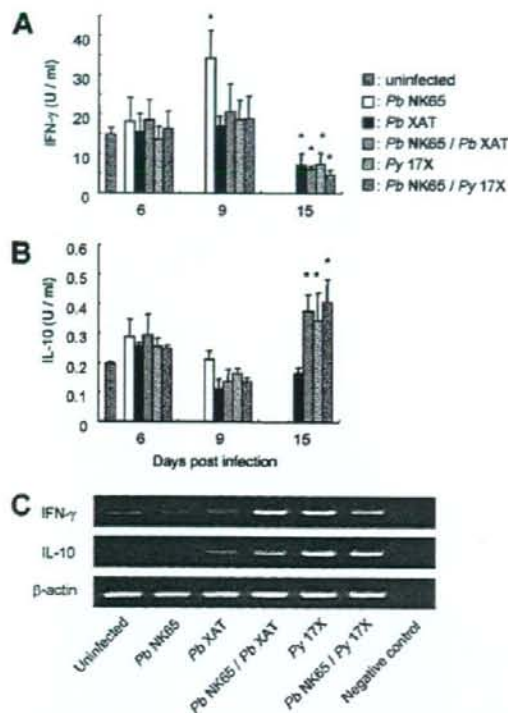 A
IFN-γ (U / ml)
40
30
20
10
0
6
9
15
*
* * * *
: uninfected
: Pb NK65
: Pb XAT
: Pb NK65 / Pb XAT
: Py 17X
: Pb NK65 / Py 17X
B
IL-10 (U / ml)
0.6
0.5
0.4
0.3
0.2
0.1
0
6
9
15
* * *
Days post infection
C
IFN-γ
IL-10
β-actin
Uninfected
Pb NK65
Pb XAT
Pb NK65 / Pb XAT
Py 17X
Pb NK65 / Py 17X
Negative control